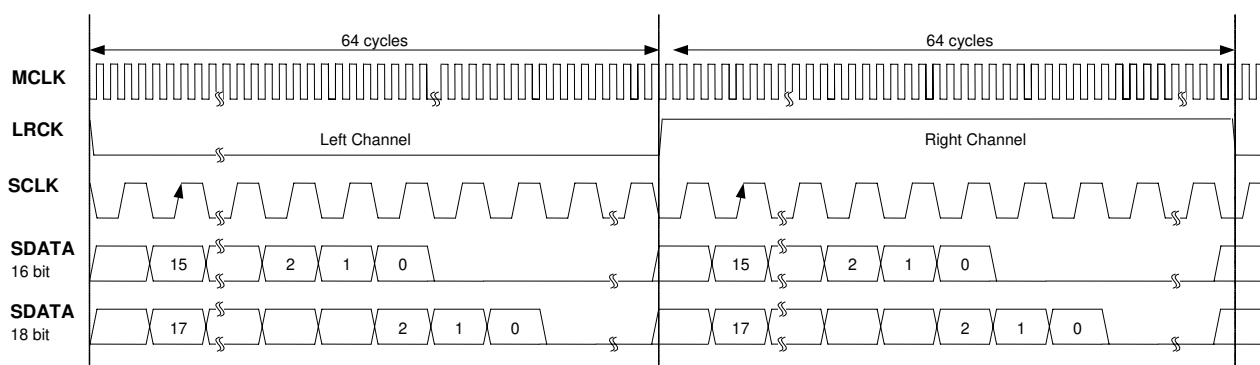 64 cycles 64 cycles
MCLK
LRCK Left Channel Right Channel
SCLK
SDATA 15 2 1 0 15 2 1 0
16 bit
SDATA 17 2 1 0 17 2 1 0
18 bit